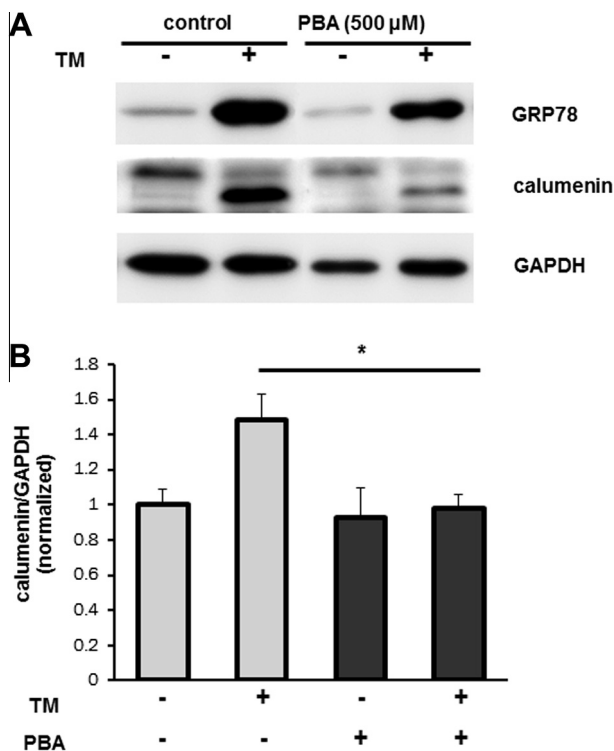 A
control PBA (500 µM)
TM - + - +
GRP78
calumenin
GAPDH
B
*
calumenin/GAPDH
(normalized)
1.8
1.6
1.4
1.2
1
0.8
0.6
0.4
0.2
0
TM - + - +
PBA - - + +